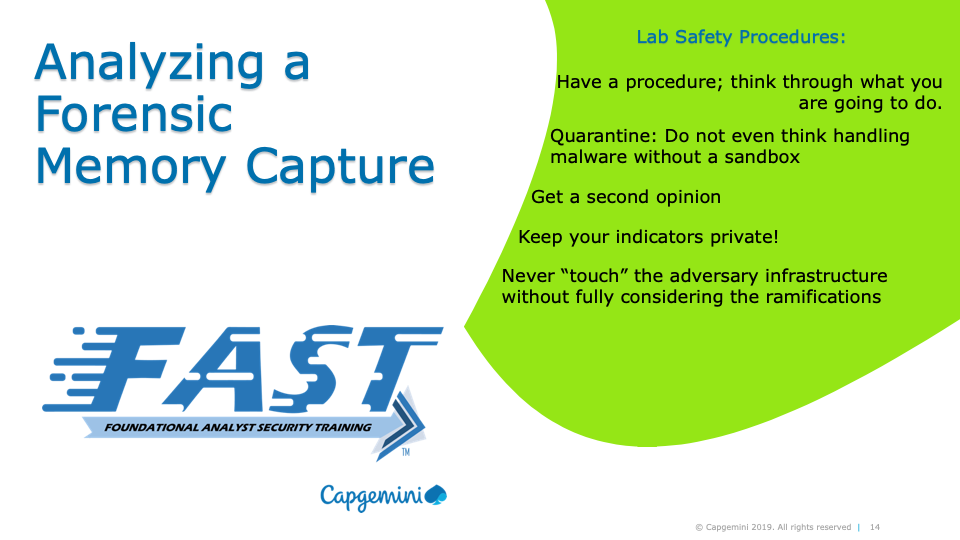 Analyzing a
Forensic
Memory Capture
Lab Safety Procedures:
Have a procedure; think through what you
are going to do.
Quarantine: Do not even think handling
malware without a sandbox
Get a second opinion
Keep your indicators private!
Never “touch” the adversary infrastructure
without fully considering the ramifications
FAST
FOUNDATIONAL ANALYST SECURITY TRAINING
TM
Capgemini
© Capgemini 2019. All rights reserved | 14